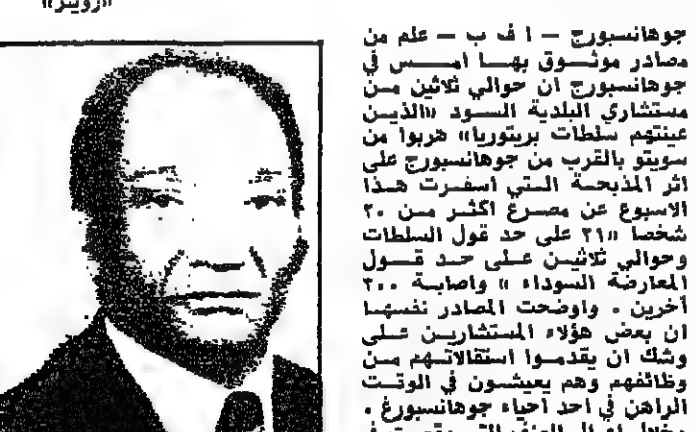 «رويتر»
جوهانسبورج — ا ف ب — علم من
مصادر موثوق بها امس في
جوهانسبورج ان حوالي ثلاثين من
مستشاري البلدية السود «الذين
عينتهم سلطات بريتوريا» هربوا من
سويتو بالقرب من جوهانسبورج على
اثر المذبحة التي اسفرت هذا
الاسبوع عن مصرع اكثر من ٢٠
شخصا «٢١ على حد قول السلطات
وحوالي ثلاثين على حد قول
المعارضة السوداء » واصابة ٢٠٠
آخرين . واوضحت المصادر نفسها
ان بعض هؤلاء المستشارين على
وشك ان يقدموا استقالاتهم من
وظائفهم وهم يعيشون في الوقت
الراهن في احد احياء جوهانسبورغ .